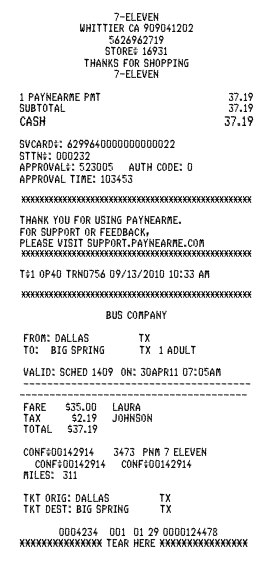 7-ELEVEN
WHITTIER CA 909041202
5626962719
STORE# 16931
THANKS FOR SHOPPING
7-ELEVEN
1 PAYNEARME PMT 37.19
SUBTOTAL 37.19
CASH 37.19
SVCARD#: 6299640000000000022
STTN#: 000232
APPROVAL#: 523005 AUTH CODE: 0
APPROVAL TIME: 103453
XXXXXXXXXXXXXXXXXXXXXXXXXXXXXXXXXXXXXXXXXX
THANK YOU FOR USING PAYNEARME.
FOR SUPPORT OR FEEDBACK,
PLEASE VISIT SUPPORT.PAYNEARME.COM
XXXXXXXXXXXXXXXXXXXXXXXXXXXXXXXXXXXXXXXXXX
T#1 OP40 TRN0756 09/13/2010 10:33 AM
XXXXXXXXXXXXXXXXXXXXXXXXXXXXXXXXXXXXXXXXXX
BUS COMPANY
FROM: DALLAS TX
TO: BIG SPRING TX 1 ADULT
VALID: SCHED 1409 ON: 30APR11 07:05AM
----------------------------------------
----------------------------------------
FARE $35.00 LAURA
TAX $2.19 JOHNSON
TOTAL $37.19
CONF#00142914 3473 PNM 7 ELEVEN
CONF#00142914 CONF#00142914
MILES: 311
TKT ORIG: DALLAS TX
TKT DEST: BIG SPRING TX
0004234 001 01 29 0000124478
XXXXXXXXXXXXXXX TEAR HERE XXXXXXXXXXXXXXXX